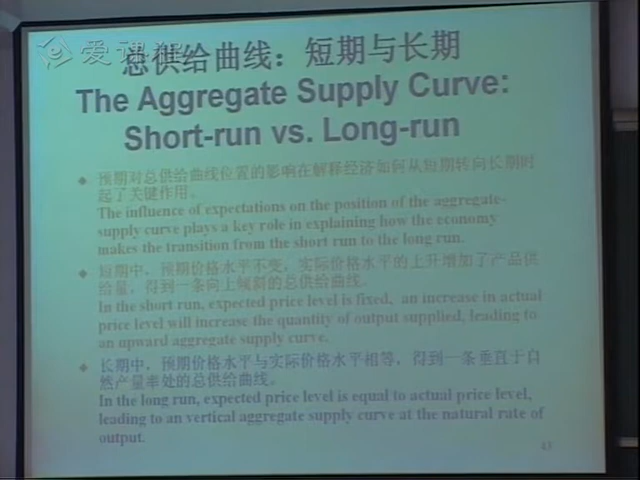 爱课程
总供给曲线：短期与长期
The Aggregate Supply Curve:
Short-run vs. Long-run
预期对总供给曲线位置的影响在解释经济如何从短期转向长期时
起了关键作用。
The influence of expectations on the position of the aggregate-
supply curve plays a key role in explaining how the economy
makes the transition from the short run to the long run.
短期中，预期价格水平不变，实际价格水平的上升增加了产品供
给量，得到一条向上倾斜的总供给曲线。
In the short run, expected price level is fixed, an increase in actual
price level will increase the quantity of output supplied, leading to
an upward aggregate supply curve.
长期中，预期价格水平与实际价格水平相等，得到一条垂直于自
然产量率处的总供给曲线。
In the long run, expected price level is equal to actual price level,
leading to an vertical aggregate supply curve at the natural rate of
output.